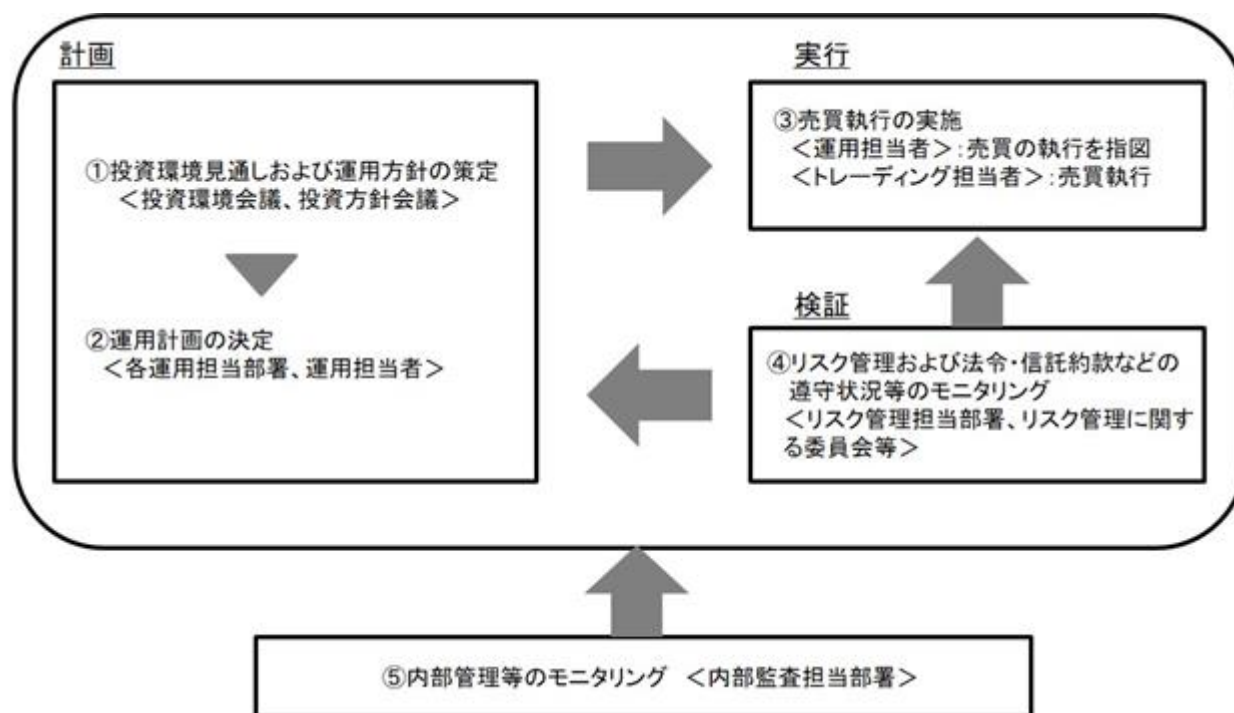 計画
①投資環境見通しおよび運用方針の策定
＜投資環境会議、投資方針会議＞
②運用計画の決定
＜各運用担当部署、運用担当者＞
実行
③売買執行の実施
＜運用担当者＞：売買の執行を指図
＜トレーディング担当者＞：売買執行
検証
④リスク管理および法令・信託約款などの
遵守状況等のモニタリング
＜リスク管理担当部署、リスク管理に関す
る委員会等＞
⑤内部管理等のモニタリング ＜内部監査担当部署＞